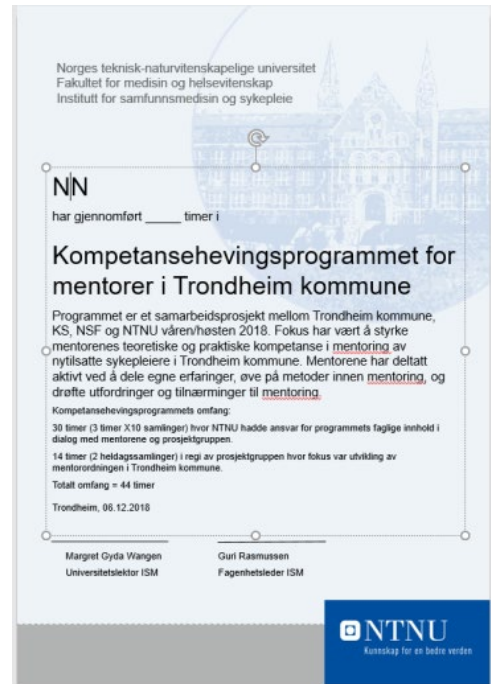 Norges teknisk-naturvitenskapelige universitet
Fakultet for medisin og helsevitenskap
Institutt for samfunnsmedisin og sykepleie
NN
har gjennomført _____ timer i
Kompetansehevingsprogrammet for
mentorer i Trondheim kommune
Programmet er et samarbeidsprosjekt mellom Trondheim kommune,
KS, NSF og NTNU våren/høsten 2018. Fokus har vært å styrke
mentorenes teoretiske og praktiske kompetanse i mentoring av
nytilsatte sykepleiere i Trondheim kommune. Mentorene har deltatt
aktivt ved å dele egne erfaringer, øve på metoder innen mentoring, og
drøfte utfordringer og tilnærminger til mentoring.
Kompetansehevingsprogrammets omfang:
30 timer (3 timer X10 samlinger) hvor NTNU hadde ansvar for programmets faglige innhold i
dialog med mentorene og prosjektgruppen.
14 timer (2 heldagssamlinger) i regi av prosjektgruppen hvor fokus var utvikling av
mentorordningen i Trondheim kommune.
Totalt omfang = 44 timer
Trondheim, 06.12.2018
Margret Gyda Wangen
Guri Rasmussen
Universitetslektor ISM
Fagenhetsleder ISM
NTNU
Kunnskap for en bedre verden